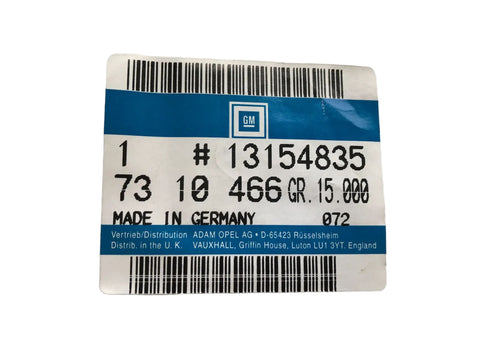 GM
1 # 13154835
73 10 466 GR. 15.000
MADE IN GERMANY 072
Vertrieb/Distribution ADAM OPEL AG • D-65423 Rüsselsheim
Distrib. in the U. K. VAUXHALL, Griffin House, Luton LU1 3YT. England